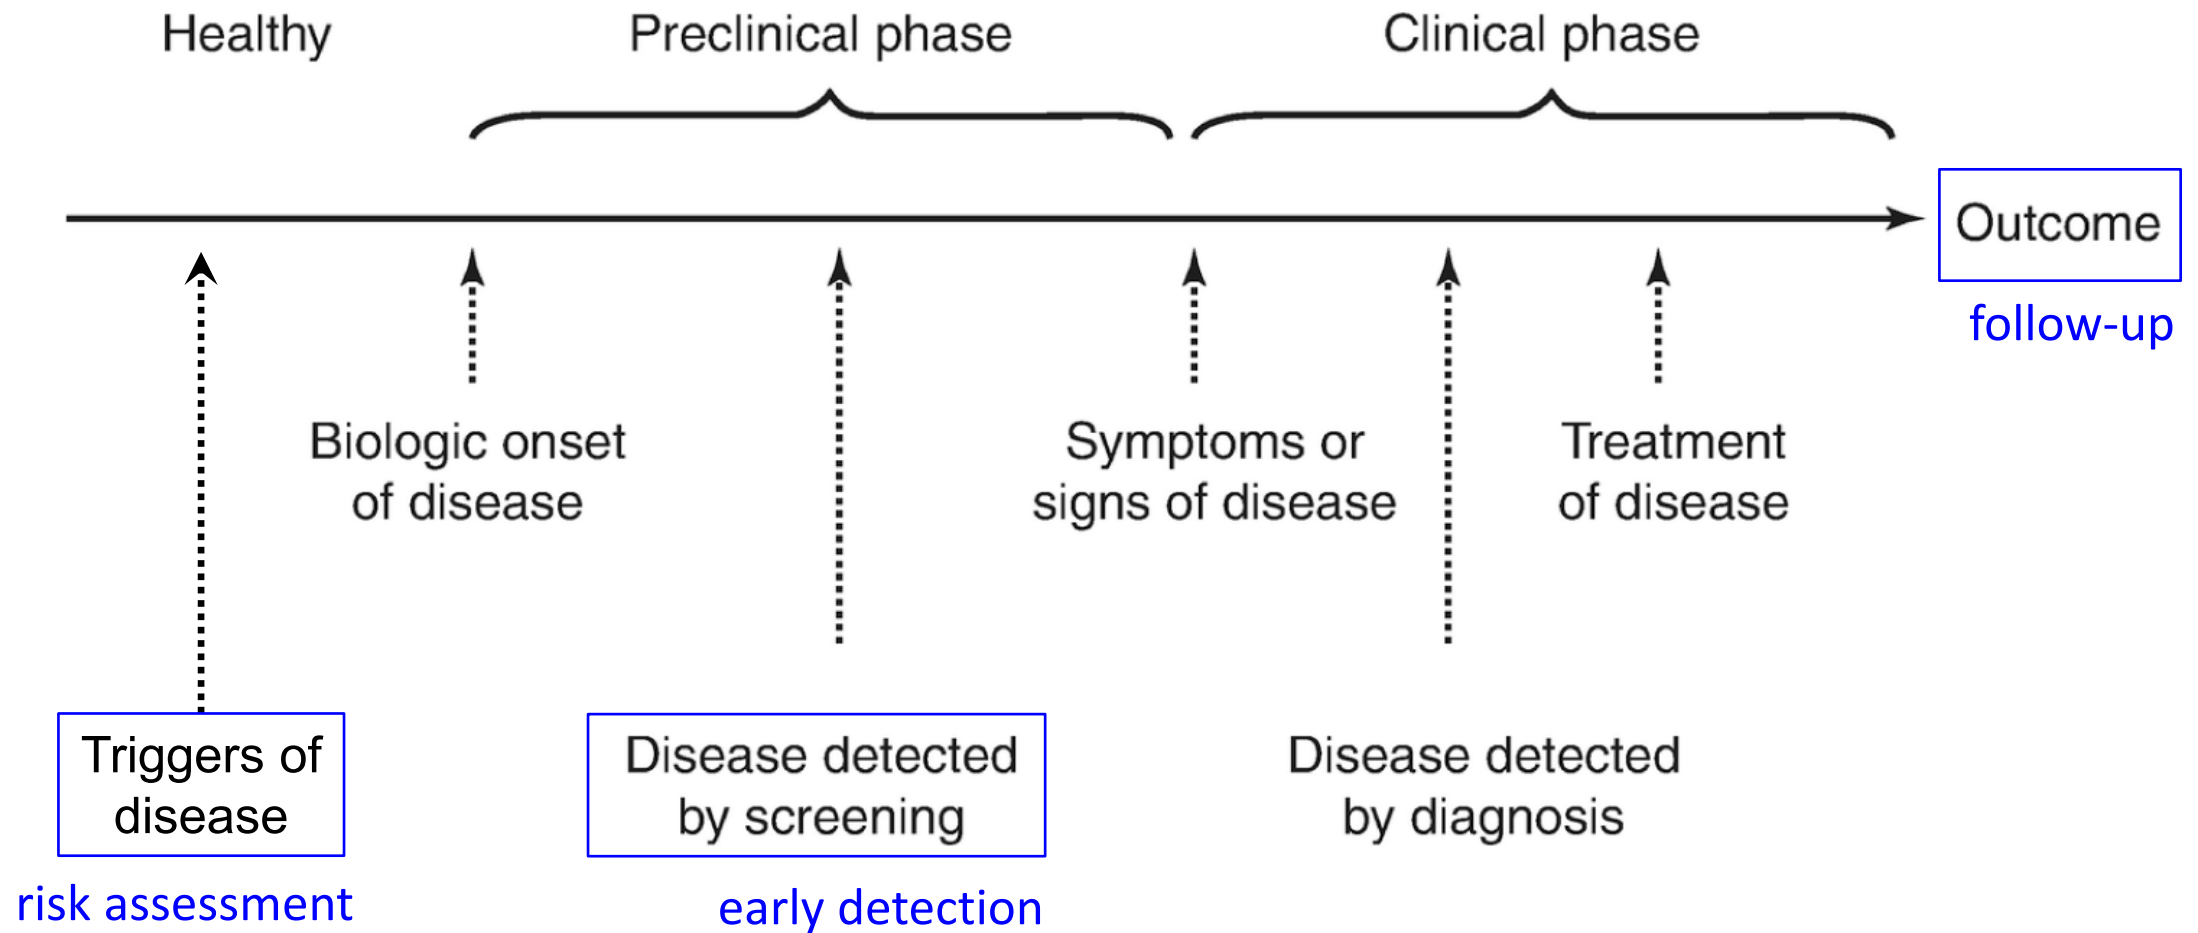 Healthy
Preclinical phase
Clinical phase
Outcome
follow-up
Biologic onset
of disease
Symptoms or
signs of disease
Treatment
of disease
Triggers of
disease
risk assessment
Disease detected
by screening
early detection
Disease detected
by diagnosis